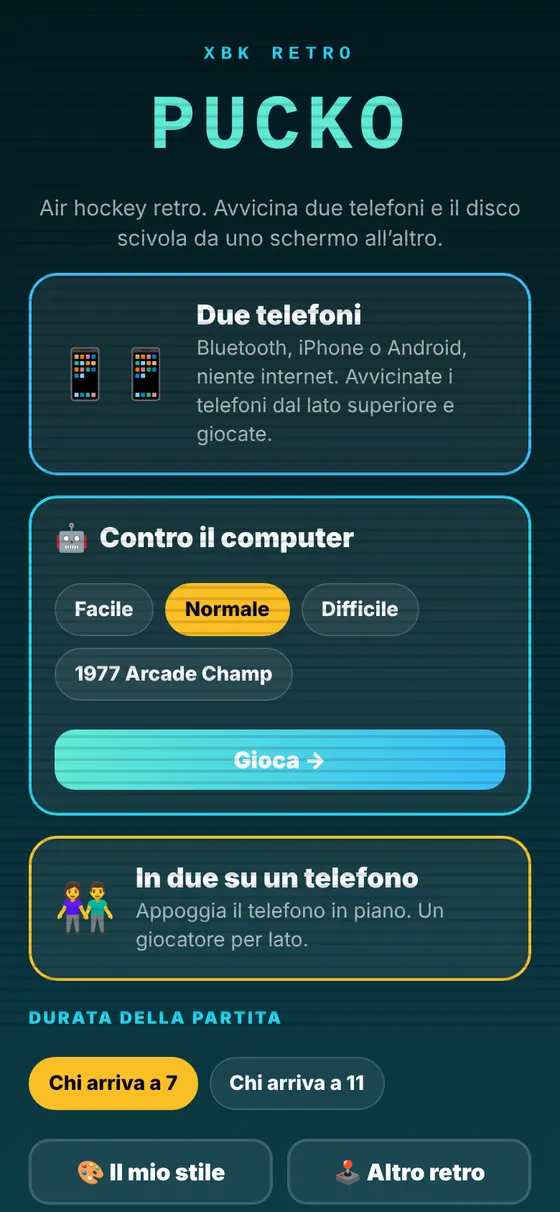 XBK RETRO
PUCKO
Air hockey retro. Avvicina due telefoni e il disco
scivola da uno schermo all’altro.
Due telefoni
Bluetooth, iPhone o Android,
niente internet. Avvicinate i
telefoni dal lato superiore e
giocate.
Contro il computer
Facile
Normale
Difficile
1977 Arcade Champ
Gioca →
In due su un telefono
Appoggia il telefono in piano. Un
giocatore per lato.
DURATA DELLA PARTITA
Chi arriva a 7
Chi arriva a 11
Il mio stile
Altro retro